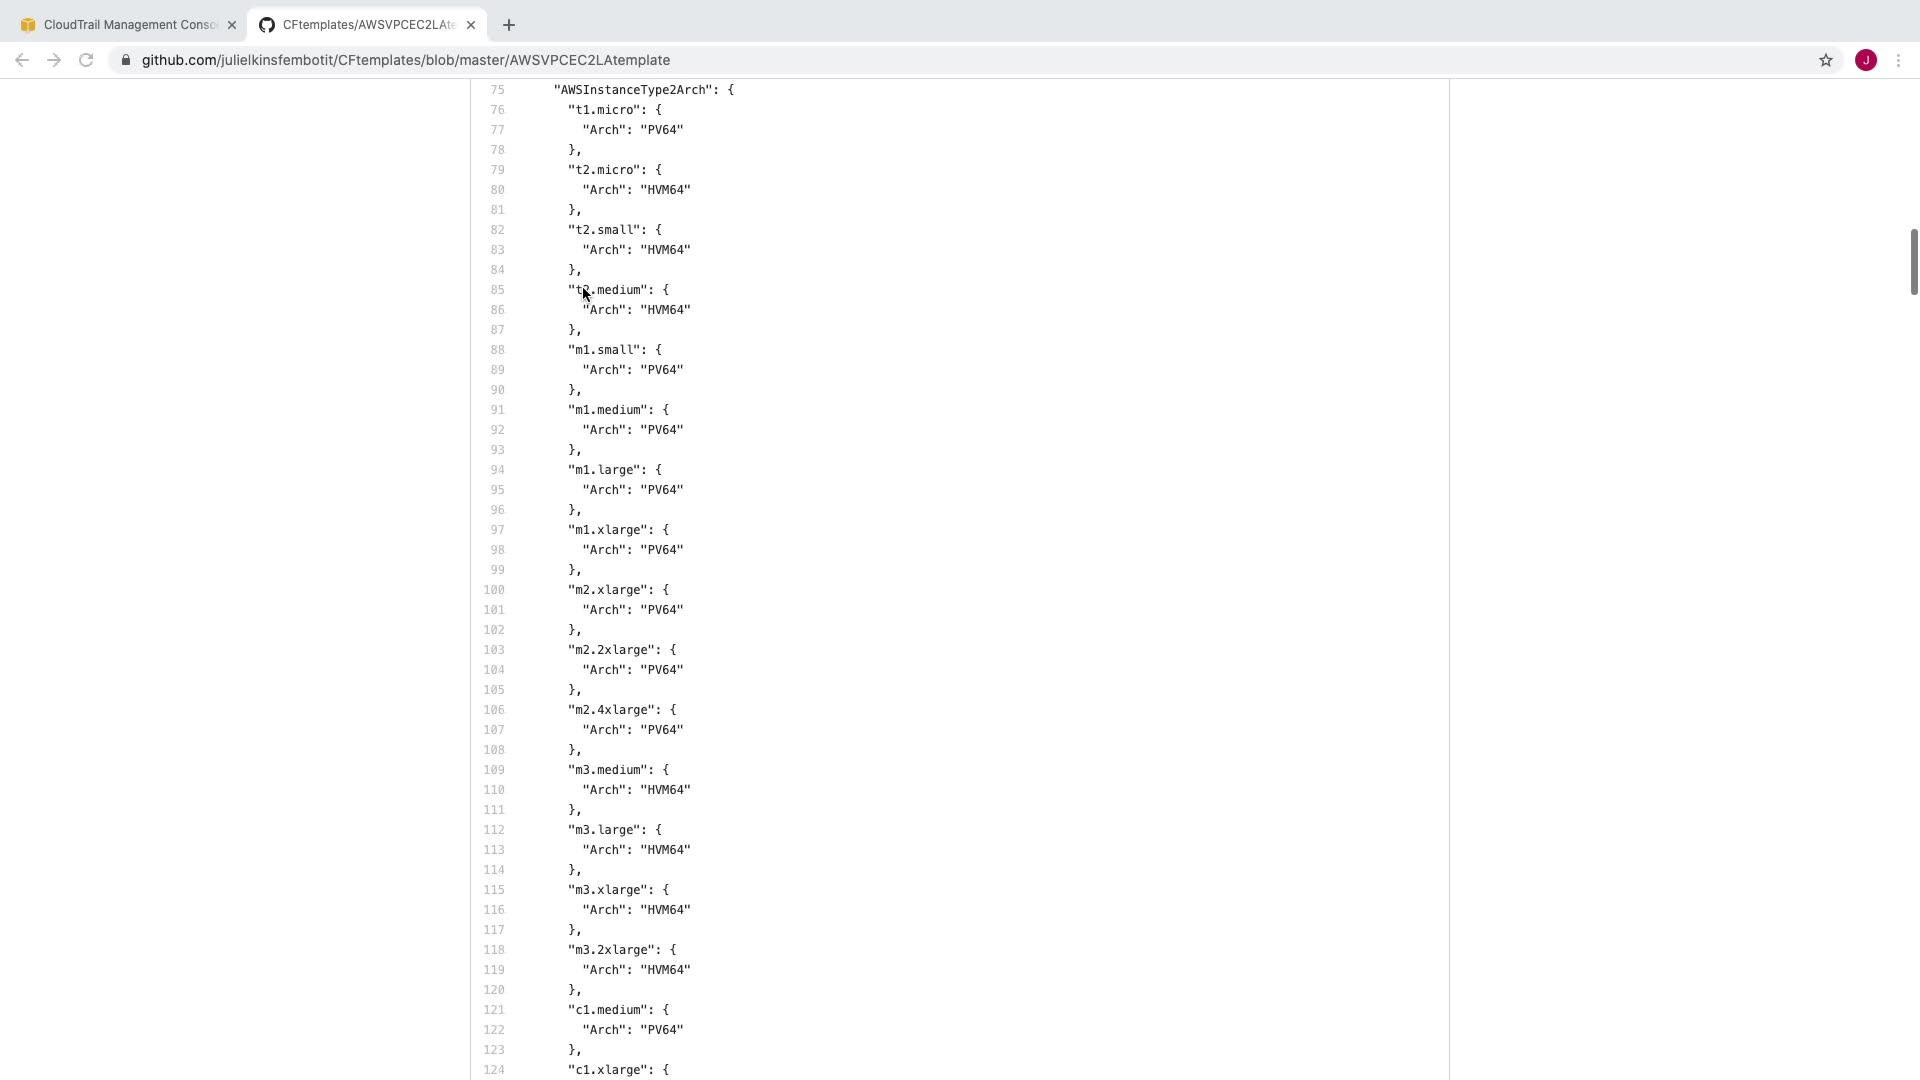 CloudTrail Management Conso
CFtemplates/AWSVPCEC2LAte
github.com/julielkinsfembotit/CFtemplates/blob/master/AWSVPCEC2LAtemplate
J
75 "AWSInstanceType2Arch": {
76 "t1.micro": {
77 "Arch": "PV64"
78 },
79 "t2.micro": {
80 "Arch": "HVM64"
81 },
82 "t2.small": {
83 "Arch": "HVM64"
84 },
85 "t2.medium": {
86 "Arch": "HVM64"
87 },
88 "m1.small": {
89 "Arch": "PV64"
90 },
91 "m1.medium": {
92 "Arch": "PV64"
93 },
94 "m1.large": {
95 "Arch": "PV64"
96 },
97 "m1.xlarge": {
98 "Arch": "PV64"
99 },
100 "m2.xlarge": {
101 "Arch": "PV64"
102 },
103 "m2.2xlarge": {
104 "Arch": "PV64"
105 },
106 "m2.4xlarge": {
107 "Arch": "PV64"
108 },
109 "m3.medium": {
110 "Arch": "HVM64"
111 },
112 "m3.large": {
113 "Arch": "HVM64"
114 },
115 "m3.xlarge": {
116 "Arch": "HVM64"
117 },
118 "m3.2xlarge": {
119 "Arch": "HVM64"
120 },
121 "c1.medium": {
122 "Arch": "PV64"
123 },
124 "c1.xlarge": {